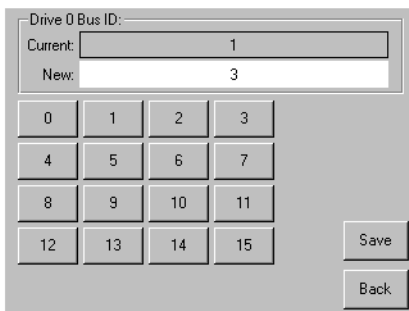 Drive 0 Bus ID:
Current: 1
New: 3
0 1 2 3
4 5 6 7
8 9 10 11
12 13 14 15
Save
Back